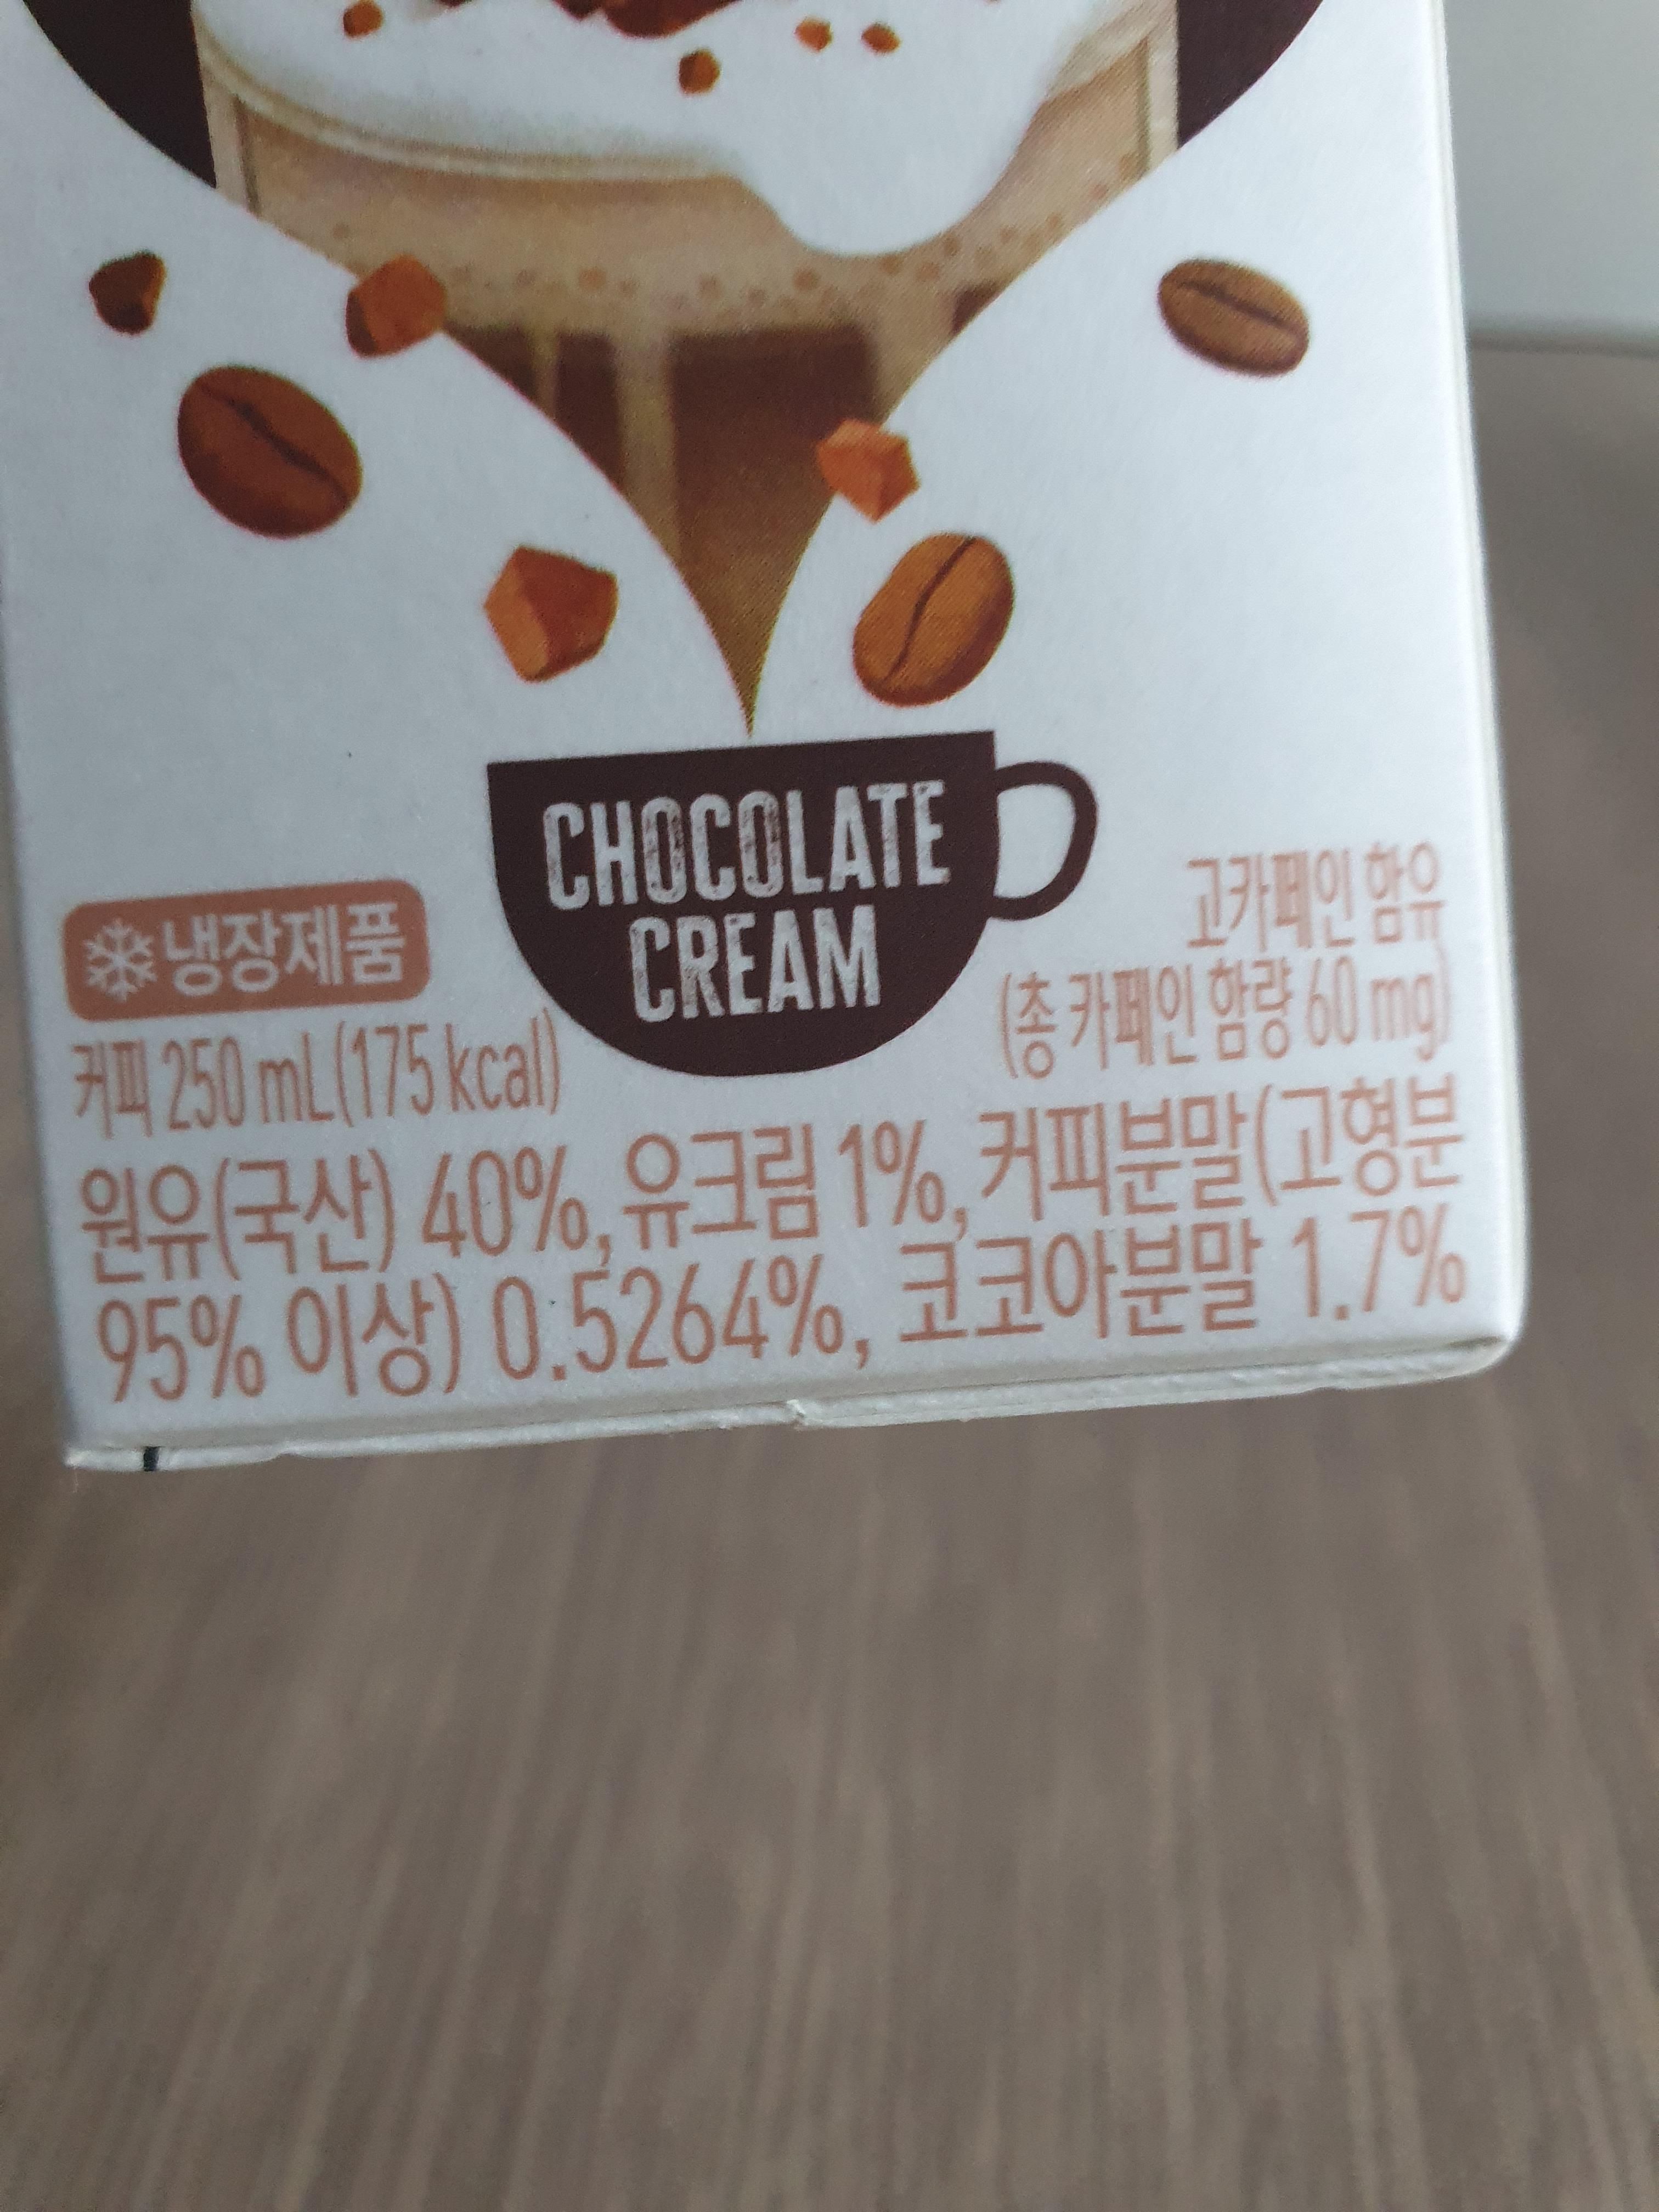 CHOCOLATE
CREAM
냉장제품
커피 250 mL(175 kcal)
고카페인 함유
(총 카페인 함량 60 mg)
원유(국산) 40%, 유크림 1%, 커피분말(고형분
95% 이상) 0.5264%, 코코아분말 1.7%